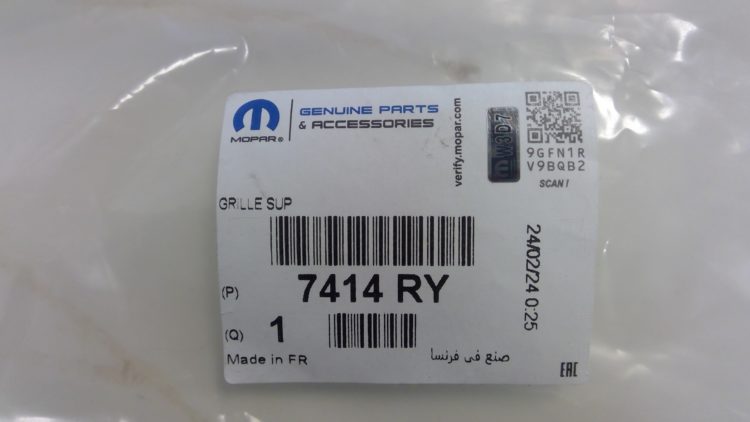 MOPAR®
GENUINE PARTS
& ACCESSORIES
verify.mopar.com
W3D7
9GFN1R
V9BQB2
SCAN!
GRILLE SUP
24/02/24 0:25
(P) 7414 RY
(Q) 1
Made in FR
صنع في فرنسا
EAC